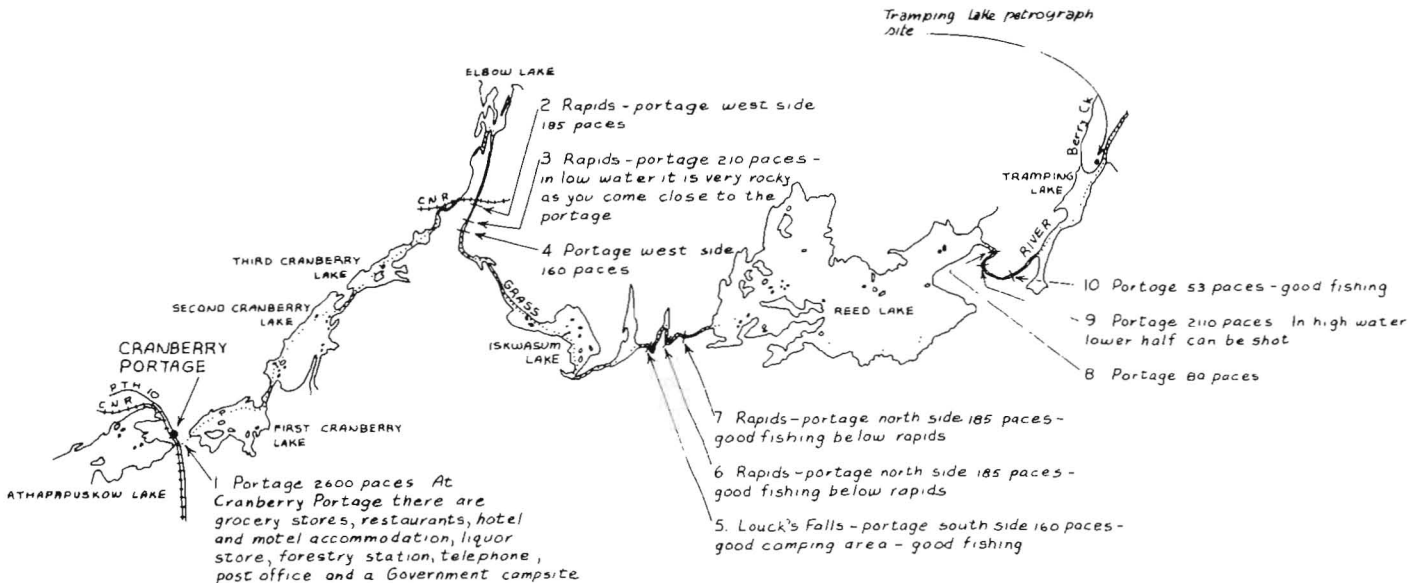 Tramping Lake petrograph
site
ELBOW LAKE
2 Rapids - portage west side
185 paces
3 Rapids - portage 210 paces -
in low water it is very rocky
as you come close to the
portage
4 Portage west side
160 paces
CNR
Berry Ck
TRAMPING
LAKE
RIVER
THIRD CRANBERRY
LAKE
SECOND CRANBERRY
LAKE
GRASS
ISKWASUM
LAKE
REED LAKE
10 Portage 53 paces - good fishing
9 Portage 2110 paces In high water
lower half can be shot
8 Portage 80 paces
CRANBERRY
PORTAGE
PTH 10
CNR
FIRST CRANBERRY
LAKE
ATHAPAPUSKOW LAKE
7 Rapids - portage north side 185 paces -
good fishing below rapids
6 Rapids - portage north side 185 paces -
good fishing below rapids
5. Louck's Falls - portage south side 160 paces -
good camping area - good fishing
1 Portage 2600 paces At
Cranberry Portage there are
grocery stores, restaurants, hotel
and motel accommodation, liquor
store, forestry station, telephone,
post office and a Government campsite